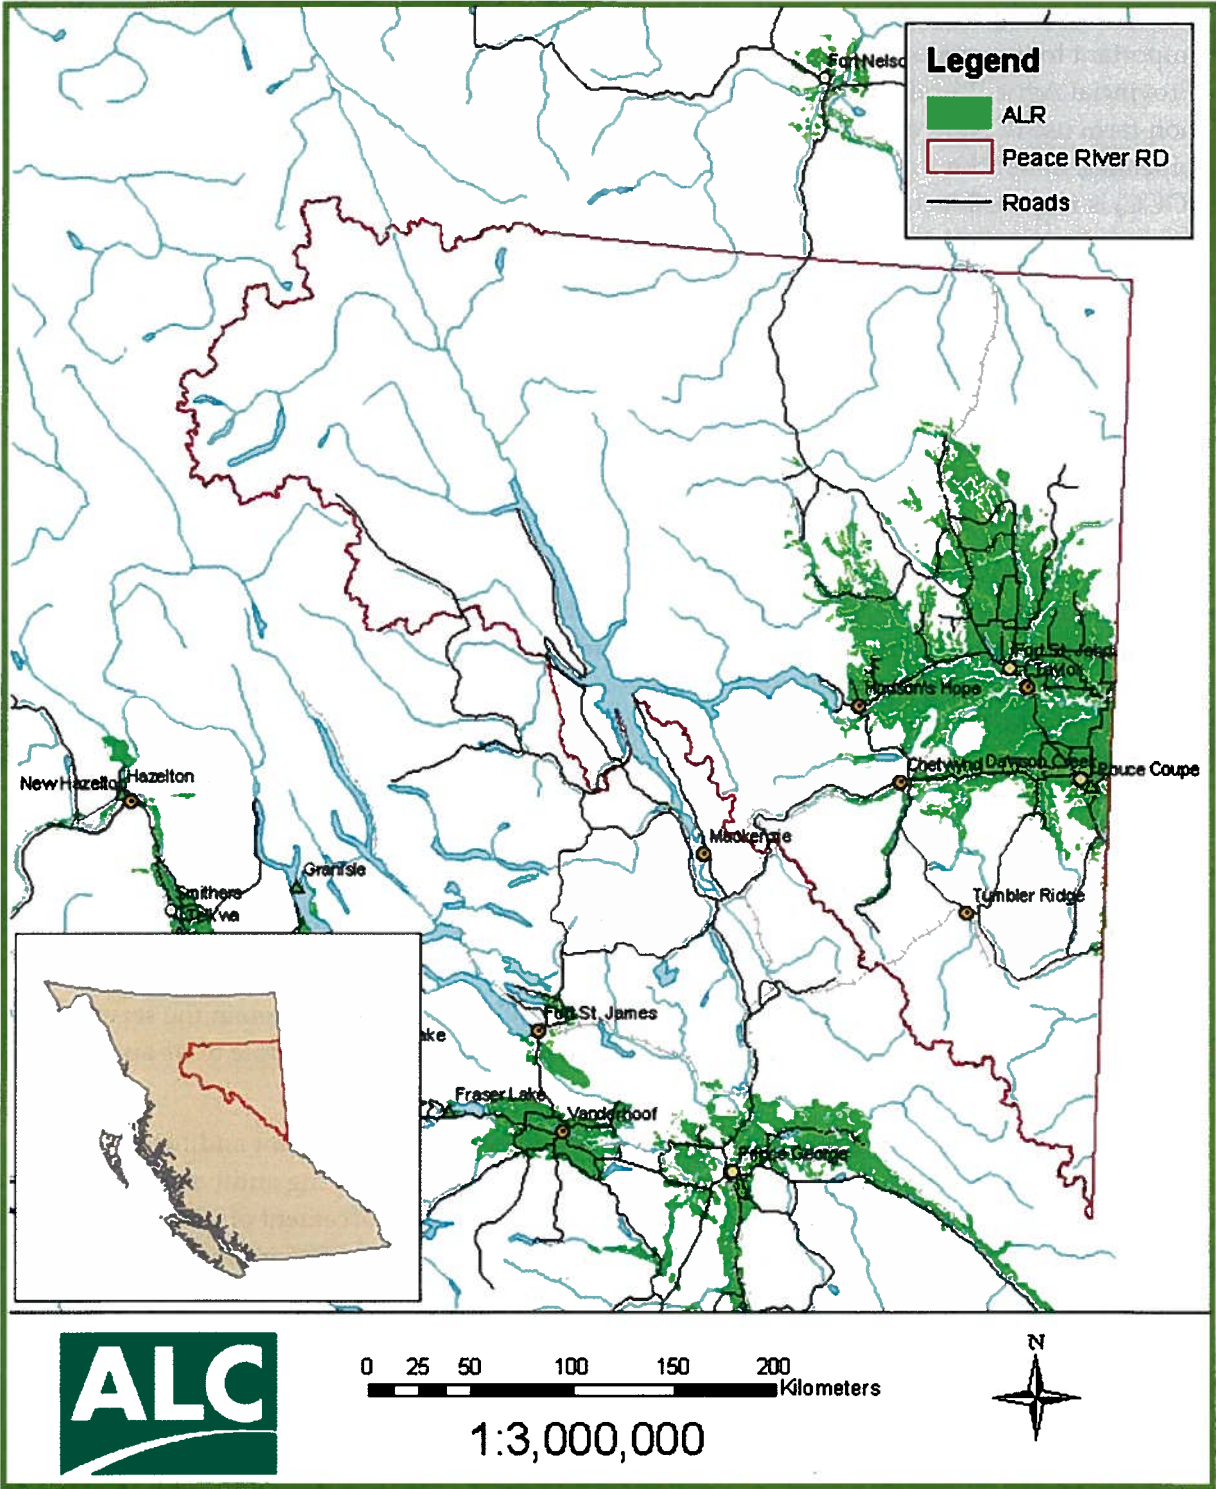 Legend
ALR
Peace River RD
Roads
Fort St. John
Taylor
Hudson's Hope
Chetwynd
Dawson Creek
Pouce Coupe
New Hazelton
Hazelton
Mackenzie
Granisle
Smithers
Telkwa
Tumbler Ridge
Fort St. James
Fraser Lake
Vanderhoof
Prince George
ALC
0 25 50 100 150 200
Kilometers
1:3,000,000
N